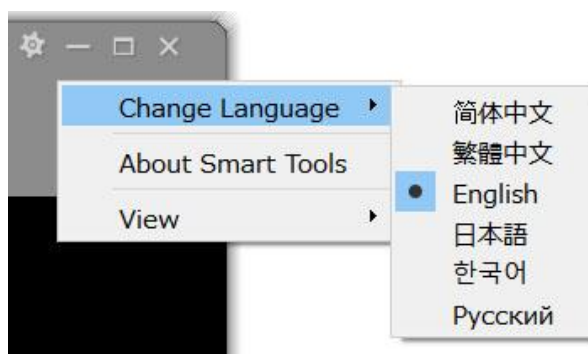 Change Language
About Smart Tools
View
简体中文
繁體中文
English
日本語
한국어
Русский